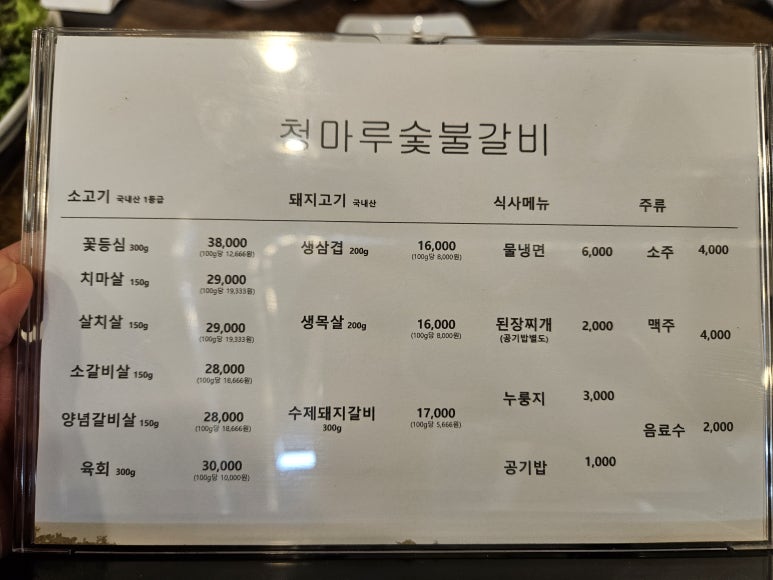 청마루숯불갈비
소고기 국내산 1등급
꽃등심 300g 38,000
(100g당 12,666원)
치마살 150g 29,000
(100g당 19,333원)
살치살 150g 29,000
(100g당 19,333원)
소갈비살 150g 28,000
(100g당 18,666원)
양념갈비살 150g 28,000
(100g당 18,666원)
육회 300g 30,000
(100g당 10,000원)
돼지고기 국내산
생삼겹 200g 16,000
(100g당 8,000원)
생목살 200g 16,000
(100g당 8,000원)
수제돼지갈비 17,000
300g (100g당 5,666원)
식사메뉴
물냉면 6,000
된장찌개 2,000
(공기밥별도)
누룽지 3,000
공기밥 1,000
주류
소주 4,000
맥주 4,000
음료수 2,000